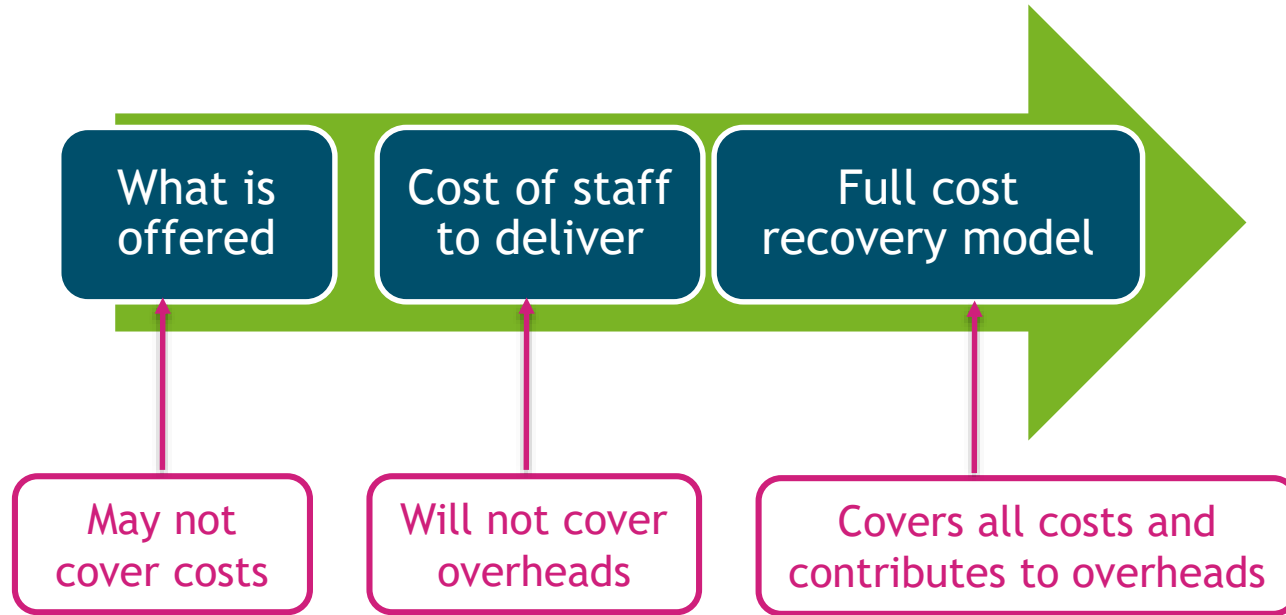 What is
offered
Cost of staff
to deliver
Full cost
recovery model
May not
cover costs
Will not cover
overheads
Covers all costs and
contributes to overheads